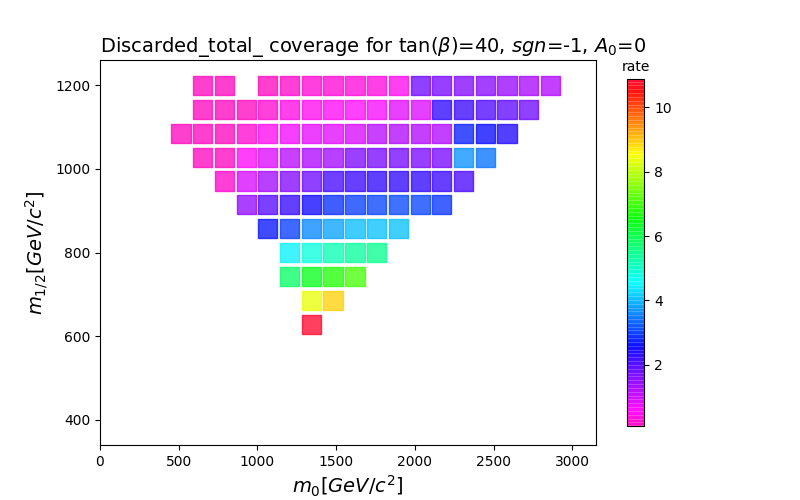 Discarded_total_ coverage for tan(β)=40, sgn=-1, A₀=0
rate
1200
1000
800
600
400
10
8
6
4
2
0 500 1000 1500 2000 2500 3000
m₀[GeV/c²]
m₁/₂[GeV/c²]